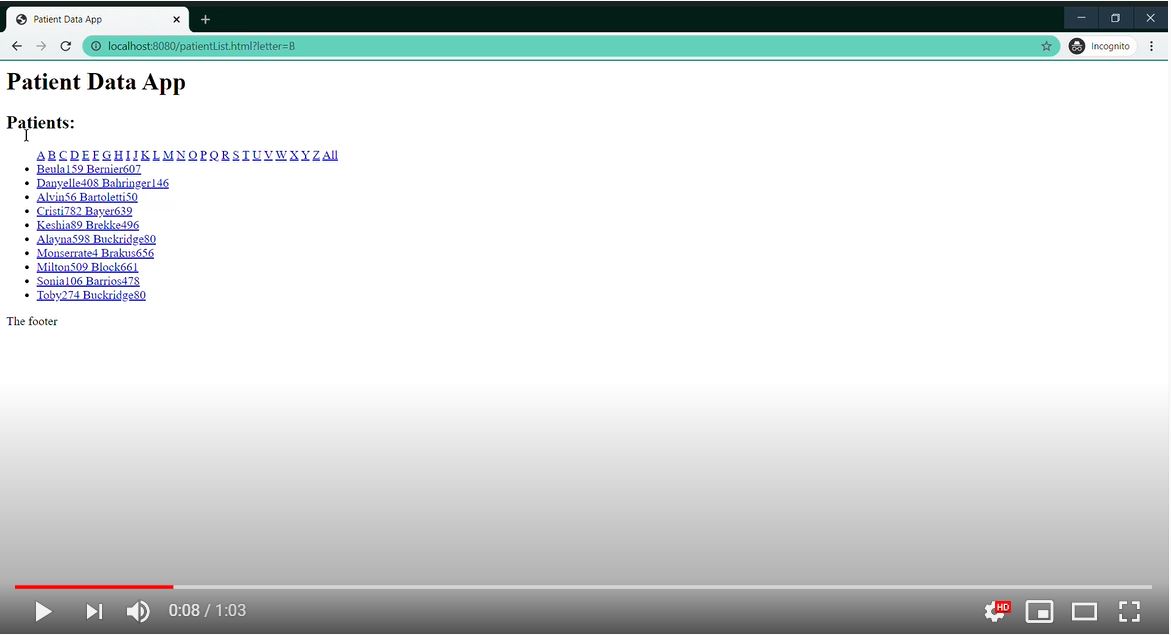 Patient Data App
localhost:8080/patientList.html?letter=B
Incognito
Patient Data App
Patients:
A B C D E F G H I J K L M N O P Q R S T U V W X Y Z All
Beula159 Bernier607
Danyelle408 Bahringer146
Alvin56 Bartoletti50
Cristi782 Bayer639
Keshia89 Brekke496
Alayna598 Buckridge80
Monserrate4 Brakus656
Milton509 Block661
Sonia106 Barrios478
Toby274 Buckridge80
The footer
0:08 / 1:03
HD